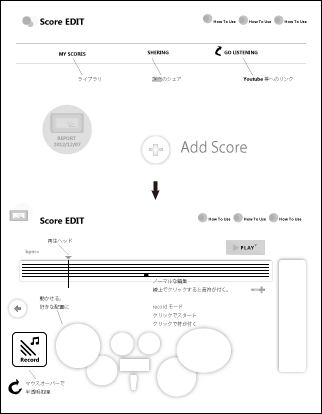 Score EDIT
How To Use How To Use How To Use
MY SCORES SHERING GO LISTENING
ライブラリ 譜面のシェア Youtube 等へのリンク
REPORT
2012/12/07
Add Score
Score EDIT
How To Use How To Use How To Use
再生ヘッド
bpm=
PLAY
ノーマルな編集
線上でクリックすると音符が付く。
動かせる。
好きな配置に
record モード
クリックでスタート
クリックで符が付く
Record
マウスオーバーで
半透明処理